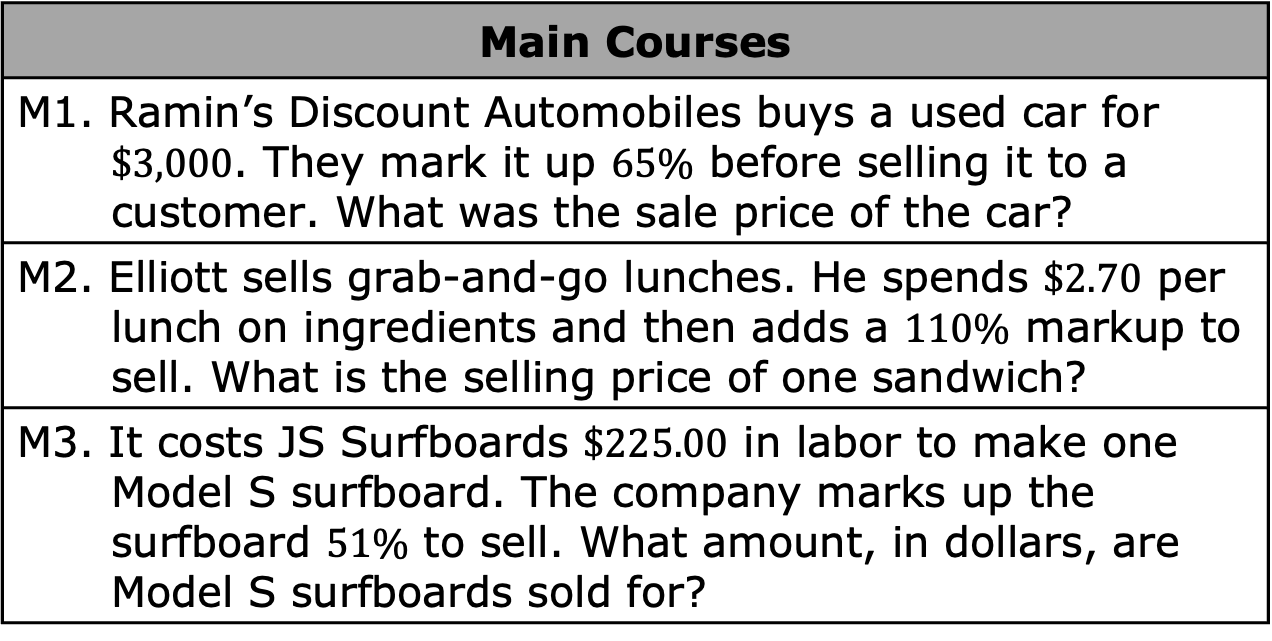 Main Courses
M1. Ramin’s Discount Automobiles buys a used car for
$3,000. They mark it up 65% before selling it to a
customer. What was the sale price of the car?
M2. Elliott sells grab-and-go lunches. He spends $2.70 per
lunch on ingredients and then adds a 110% markup to
sell. What is the selling price of one sandwich?
M3. It costs JS Surfboards $225.00 in labor to make one
Model S surfboard. The company marks up the
surfboard 51% to sell. What amount, in dollars, are
Model S surfboards sold for?